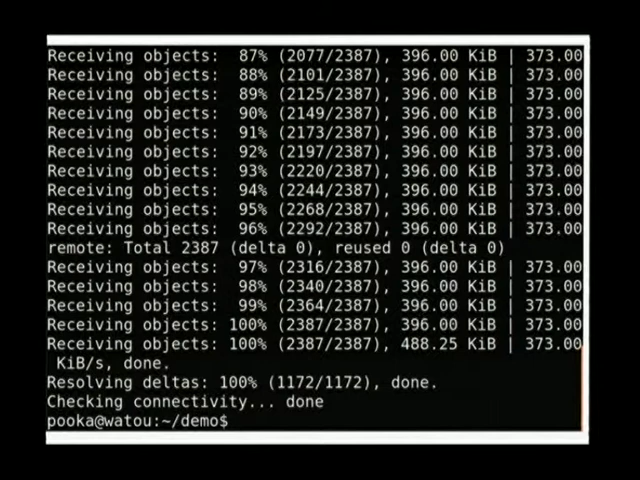 Receiving objects:  87% (2077/2387), 396.00 KiB | 373.00
Receiving objects:  88% (2101/2387), 396.00 KiB | 373.00
Receiving objects:  89% (2125/2387), 396.00 KiB | 373.00
Receiving objects:  90% (2149/2387), 396.00 KiB | 373.00
Receiving objects:  91% (2173/2387), 396.00 KiB | 373.00
Receiving objects:  92% (2197/2387), 396.00 KiB | 373.00
Receiving objects:  93% (2220/2387), 396.00 KiB | 373.00
Receiving objects:  94% (2244/2387), 396.00 KiB | 373.00
Receiving objects:  95% (2268/2387), 396.00 KiB | 373.00
Receiving objects:  96% (2292/2387), 396.00 KiB | 373.00
remote: Total 2387 (delta 0), reused 0 (delta 0)
Receiving objects:  97% (2316/2387), 396.00 KiB | 373.00
Receiving objects:  98% (2340/2387), 396.00 KiB | 373.00
Receiving objects:  99% (2364/2387), 396.00 KiB | 373.00
Receiving objects: 100% (2387/2387), 396.00 KiB | 373.00
Receiving objects: 100% (2387/2387), 488.25 KiB | 373.00
 KiB/s, done.
Resolving deltas: 100% (1172/1172), done.
Checking connectivity... done
pooka@watou:~/demo$